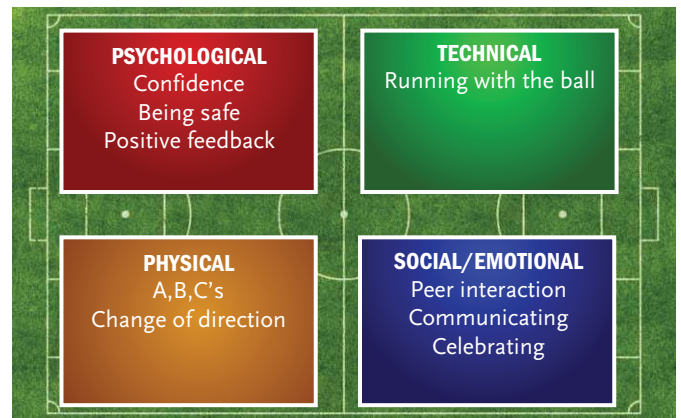 PSYCHOLOGICAL
Confidence
Being safe
Positive feedback
TECHNICAL
Running with the ball
PHYSICAL
A,B,C's
Change of direction
SOCIAL/EMOTIONAL
Peer interaction
Communicating
Celebrating